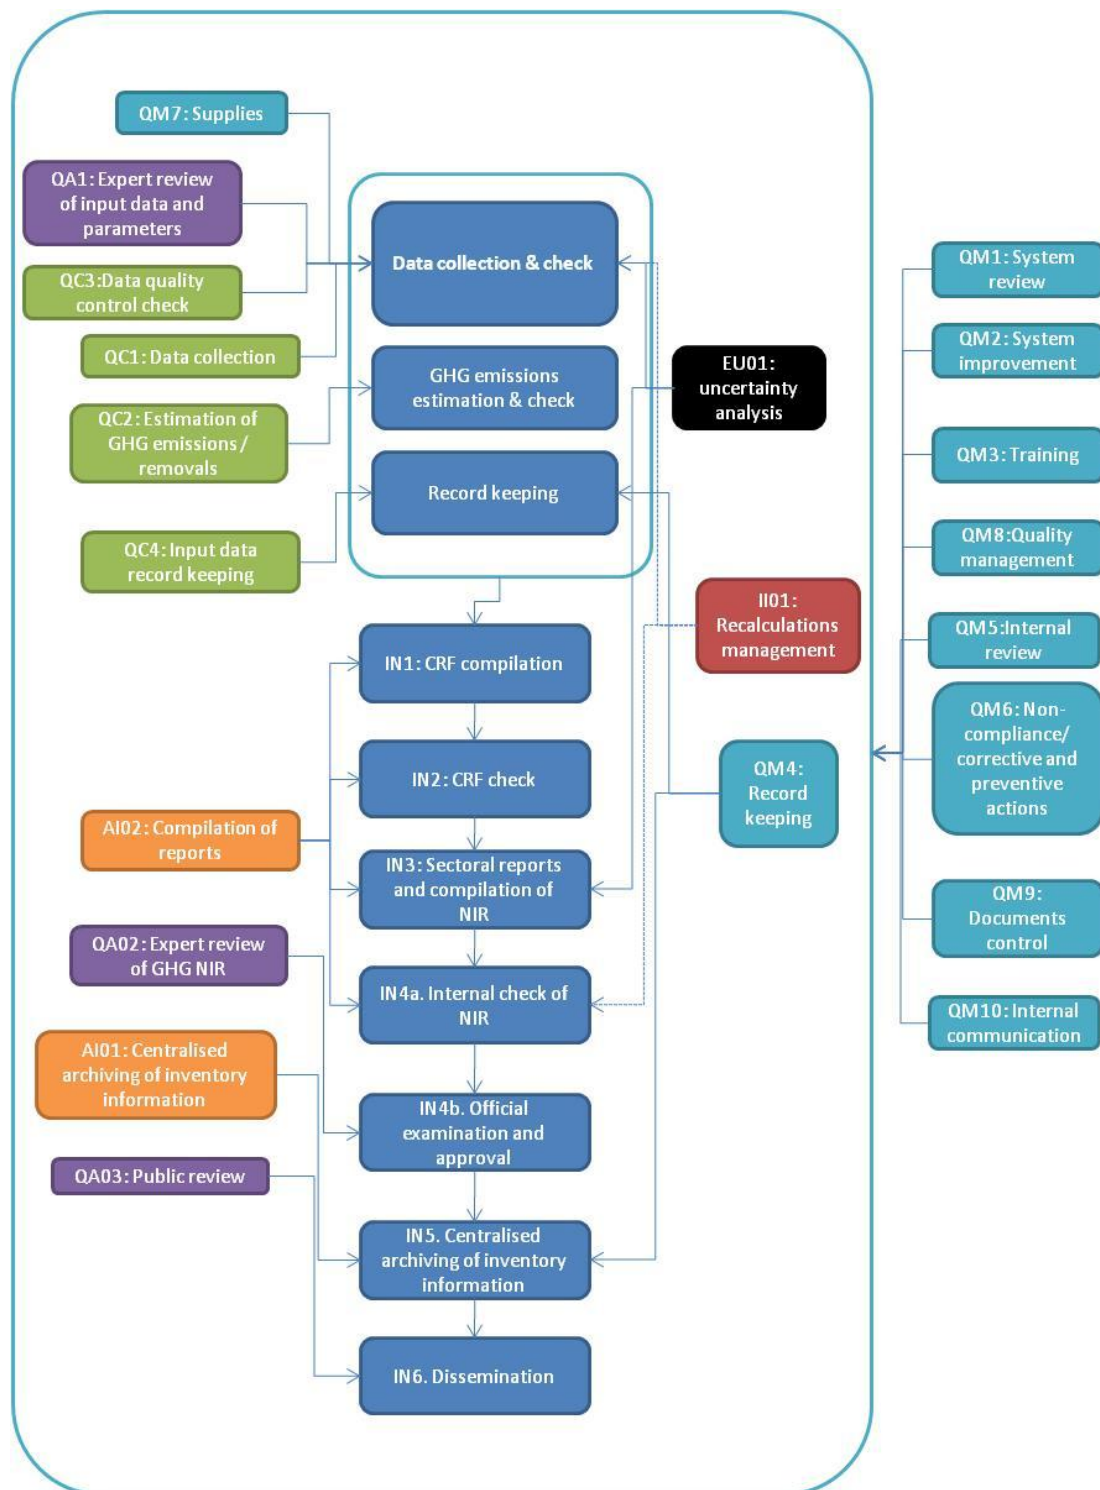 QM7: Supplies
QA1: Expert review
of input data and
parameters
QC3:Data quality
control check
QC1: Data collection
QC2: Estimation of
GHG emissions /
removals
QC4: Input data
record keeping
Data collection & check
GHG emissions
estimation & check
Record keeping
EU01:
uncertainty
analysis
II01:
Recalculations
management
QM4:
Record
keeping
IN1: CRF compilation
IN2: CRF check
IN3: Sectoral reports
and compilation of
NIR
IN4a. Internal check of
NIR
IN4b. Official
examination and
approval
IN5. Centralised
archiving of inventory
information
IN6. Dissemination
AI02: Compilation of
reports
QA02: Expert review
of GHG NIR
AI01: Centralised
archiving of inventory
information
QA03: Public review
QM1: System
review
QM2: System
improvement
QM3: Training
QM8:Quality
management
QM5:Internal
review
QM6: Non-
compliance/
corrective and
preventive
actions
QM9:
Documents
control
QM10: Internal
communication